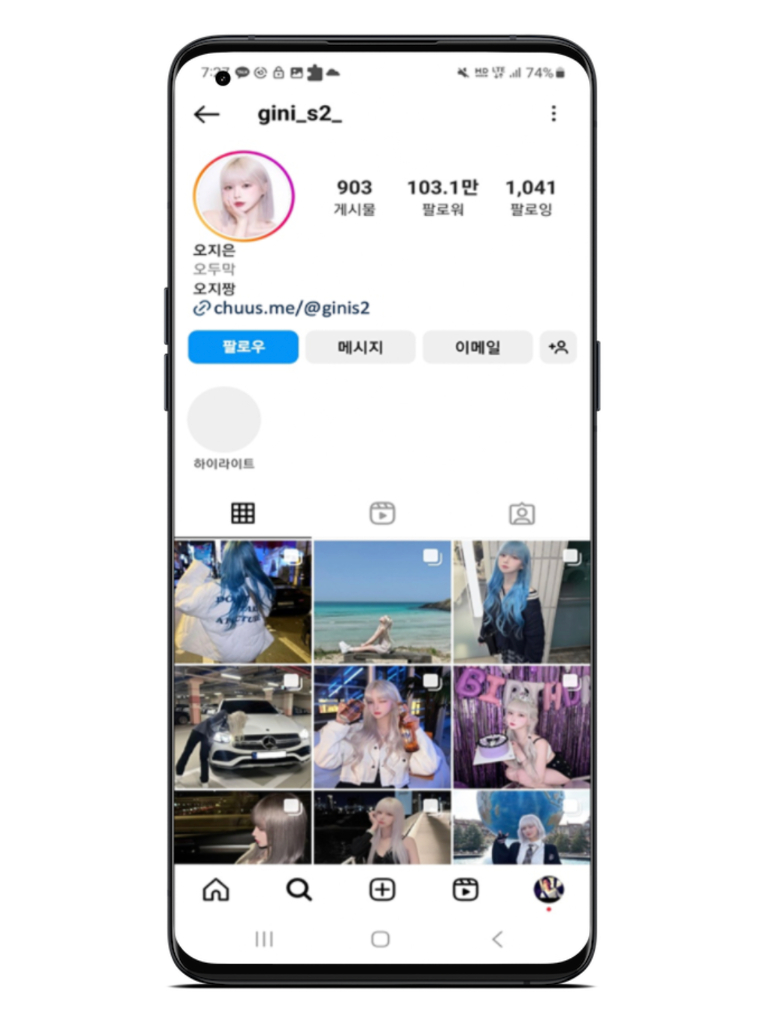 74%
gini_s2_
903 103.1만 1,041
게시물 팔로워 팔로잉
오지은
오두막
오지짱
chuus.me/@ginis2
팔로우 메시지 이메일
하이라이트